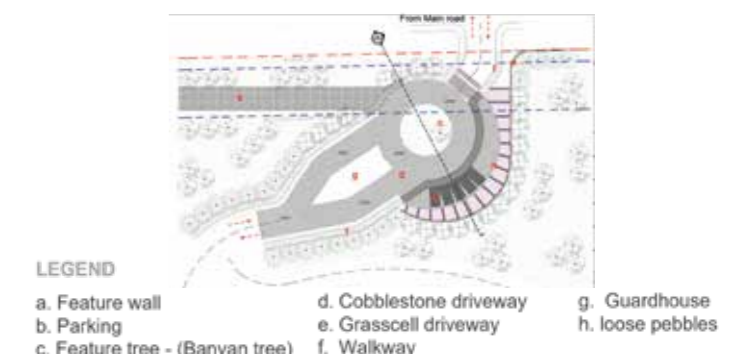 From Main road
g
LEGEND
a. Feature wall
b. Parking
c. Feature tree - (Banyan tree)
d. Cobblestone driveway
e. Grasscell driveway
f. Walkway
g. Guardhouse
h. loose pebbles